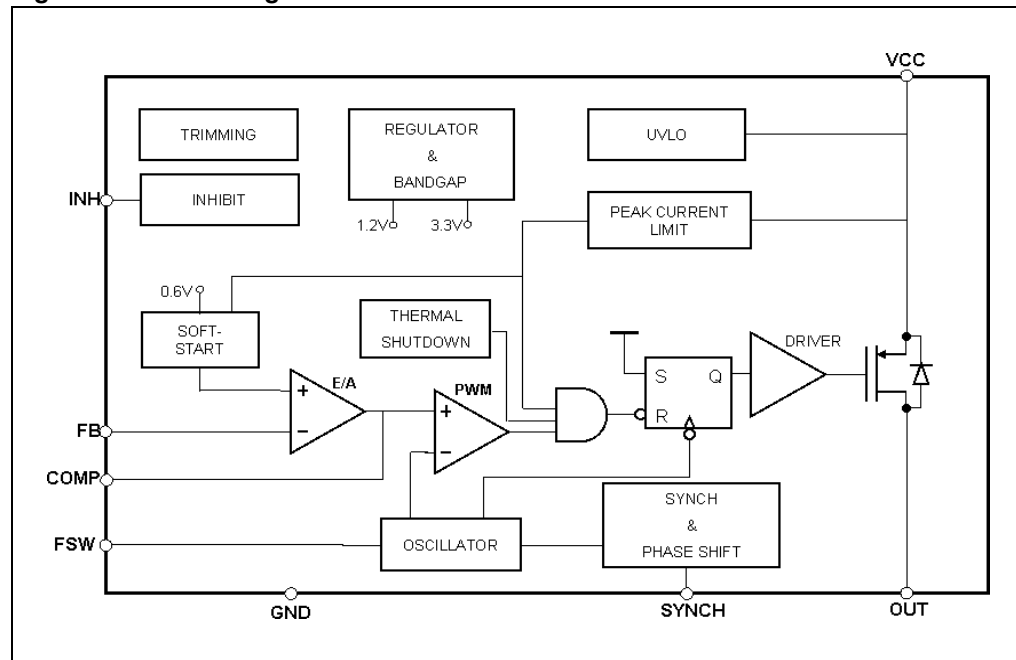 VCC
TRIMMING
REGULATOR
&
BANDGAP
UVLO
INH
INHIBIT
1.2V
3.3V
PEAK CURRENT
LIMIT
0.6V
SOFT-
START
THERMAL
SHUTDOWN
DRIVER
E/A
PWM
S
Q
R
+
−
+
−
FB
COMP
FSW
OSCILLATOR
SYNCH
&
PHASE SHIFT
GND
SYNCH
OUT